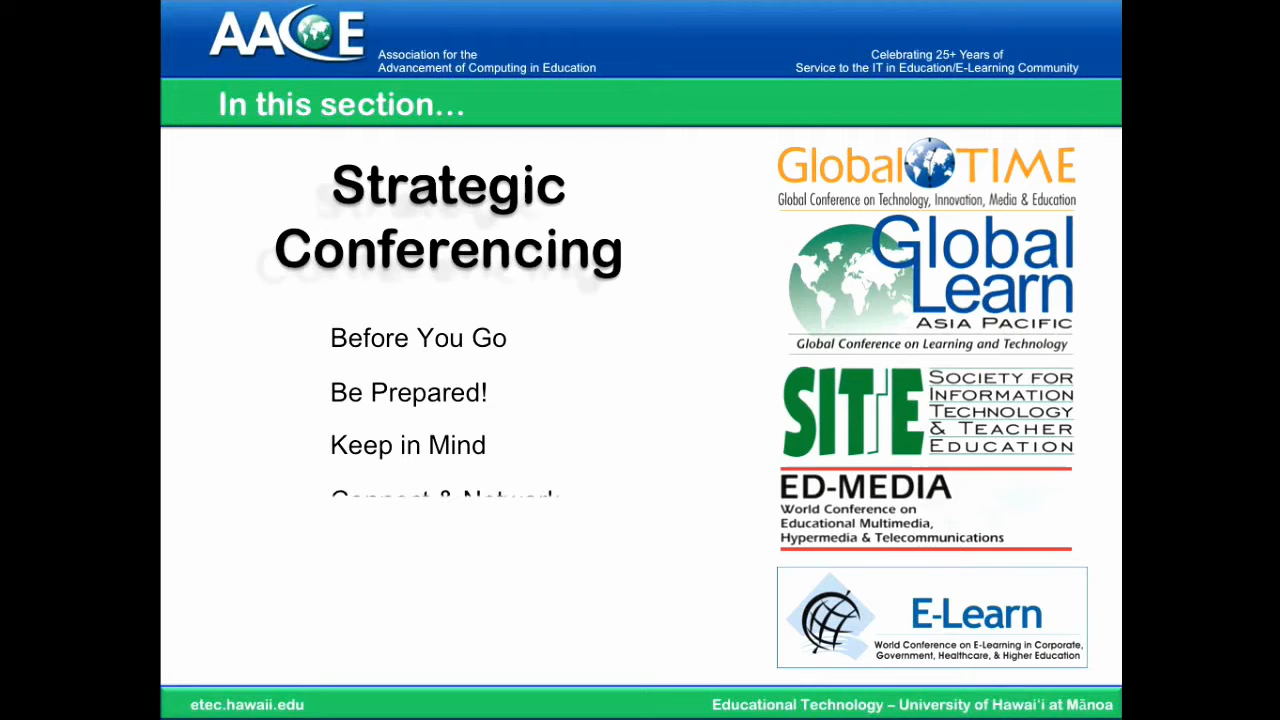 AACE
Association for the
Advancement of Computing in Education
Celebrating 25+ Years of
Service to the IT in Education/E-Learning Community
In this section…
Strategic
Conferencing
Before You Go
Be Prepared!
Keep in Mind
Connect & Network
Global TIME
Global Conference on Technology, Innovation, Media & Education
Global
Learn
ASIA PACIFIC
Global Conference on Learning and Technology
SITE
SOCIETY FOR
INFORMATION
TECHNOLOGY
& TEACHER
EDUCATION
ED-MEDIA
World Conference on
Educational Multimedia,
Hypermedia & Telecommunications
E-Learn
World Conference on E-Learning in Corporate,
Government, Healthcare, & Higher Education
etec.hawaii.edu
Educational Technology – University of Hawai‘i at Mānoa